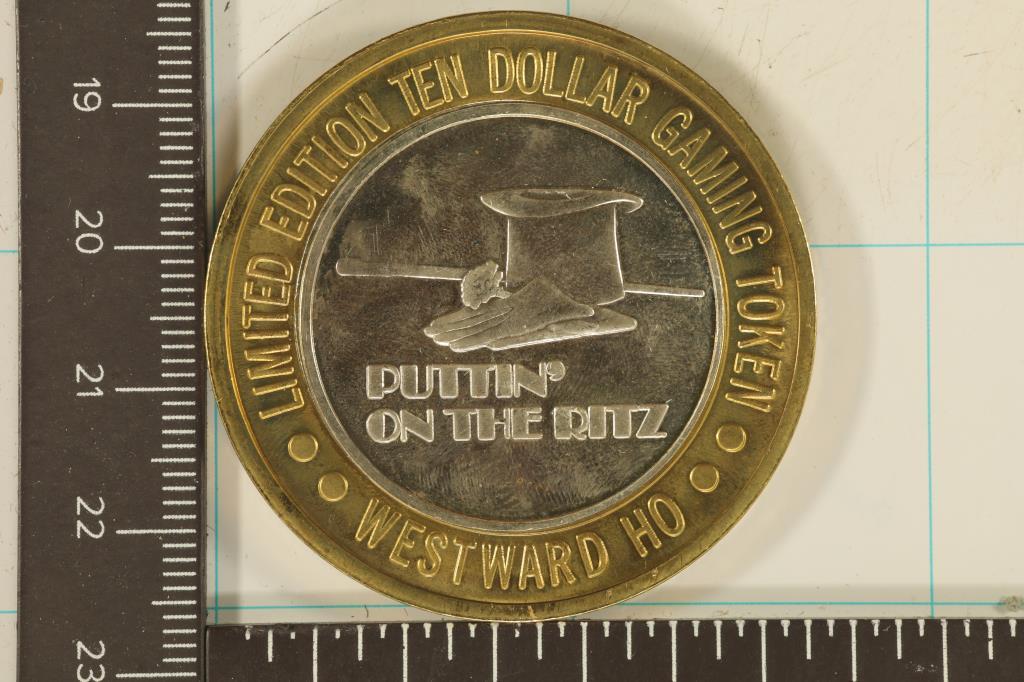 LIMITED EDITION TEN DOLLAR GAMING TOKEN
PUTTIN'
ON THE RITZ
WESTWARD HO
19
20
21
22
23